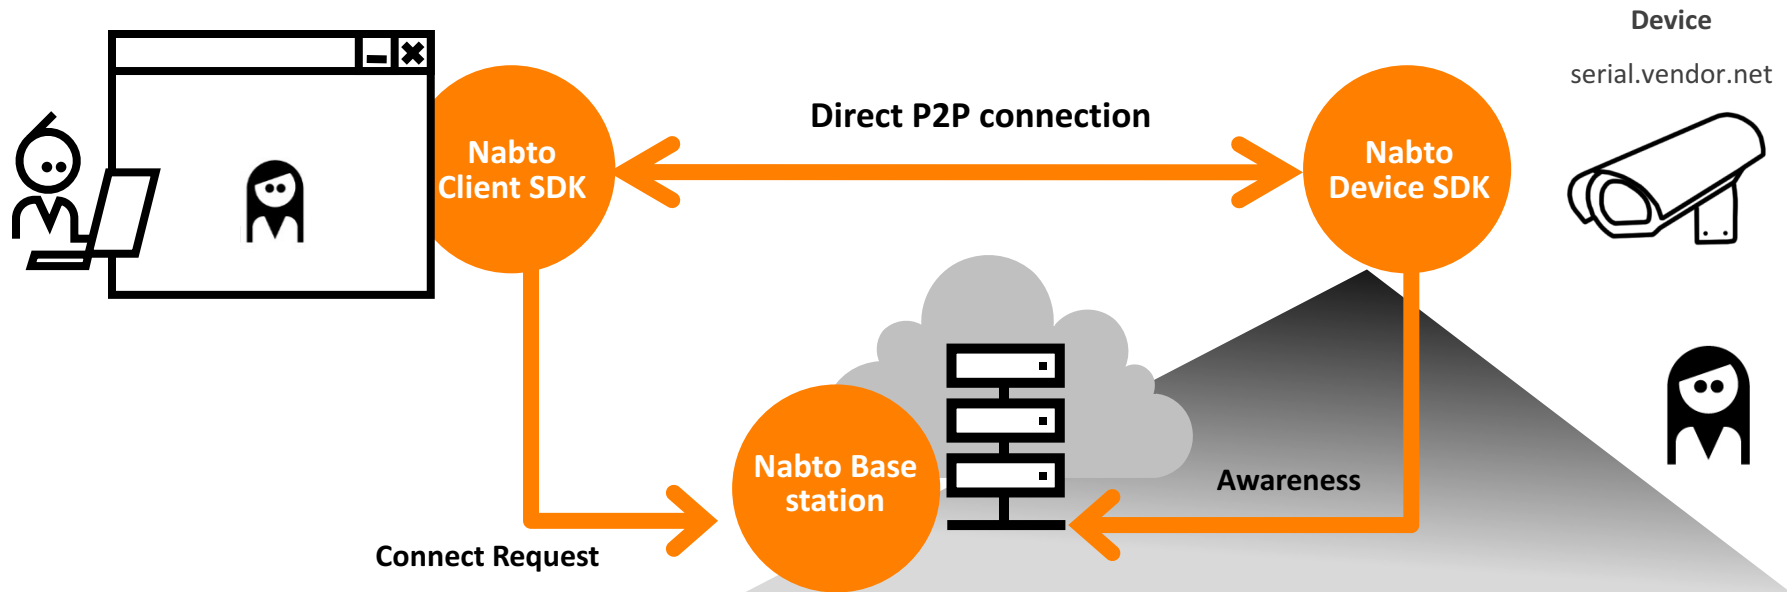 Device
serial.vendor.net
Direct P2P connection
Nabto
Client SDK
Nabto
Device SDK
Nabto Base
station
Awareness
Connect Request